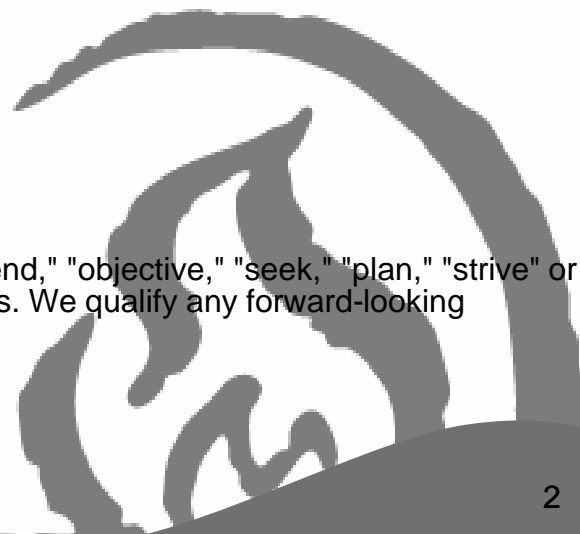 end," "objective," "seek," "plan," "strive" or
s. We qualify any forward-looking
2